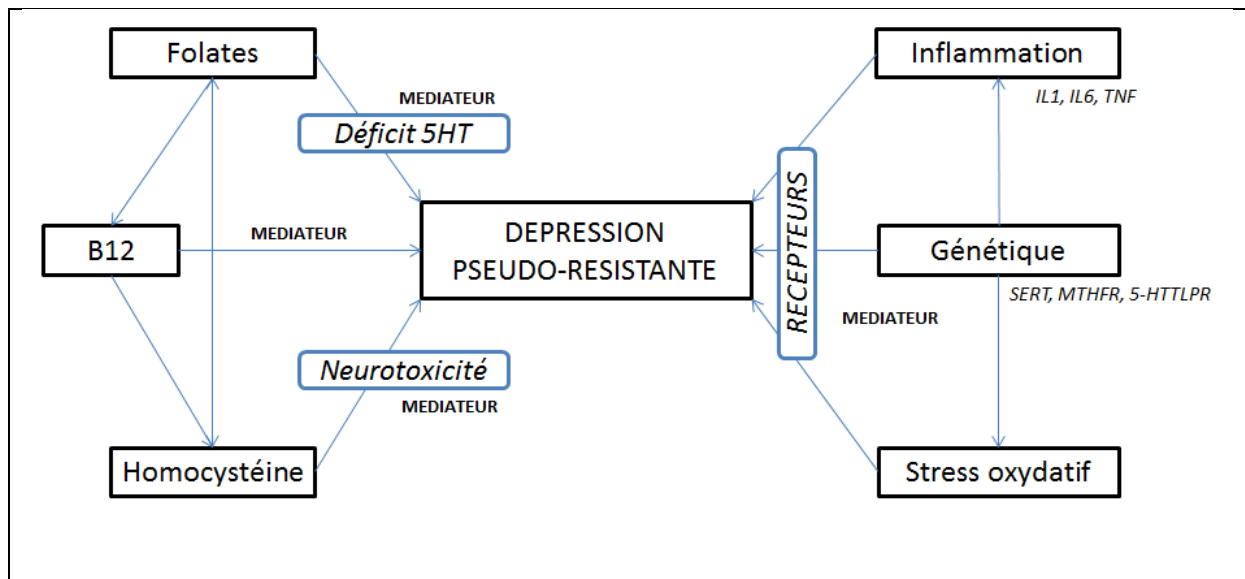 Folates
Inflammation
MEDIATEUR
IL1, IL6, TNF
Déficit 5HT
RECEPTEURS
B12
MEDIATEUR
DEPRESSION
PSEUDO-RESISTANTE
Génétique
SERT, MTHFR, 5-HTTLPR
MEDIATEUR
Neurotoxicité
MEDIATEUR
Homocystéine
Stress oxydatif